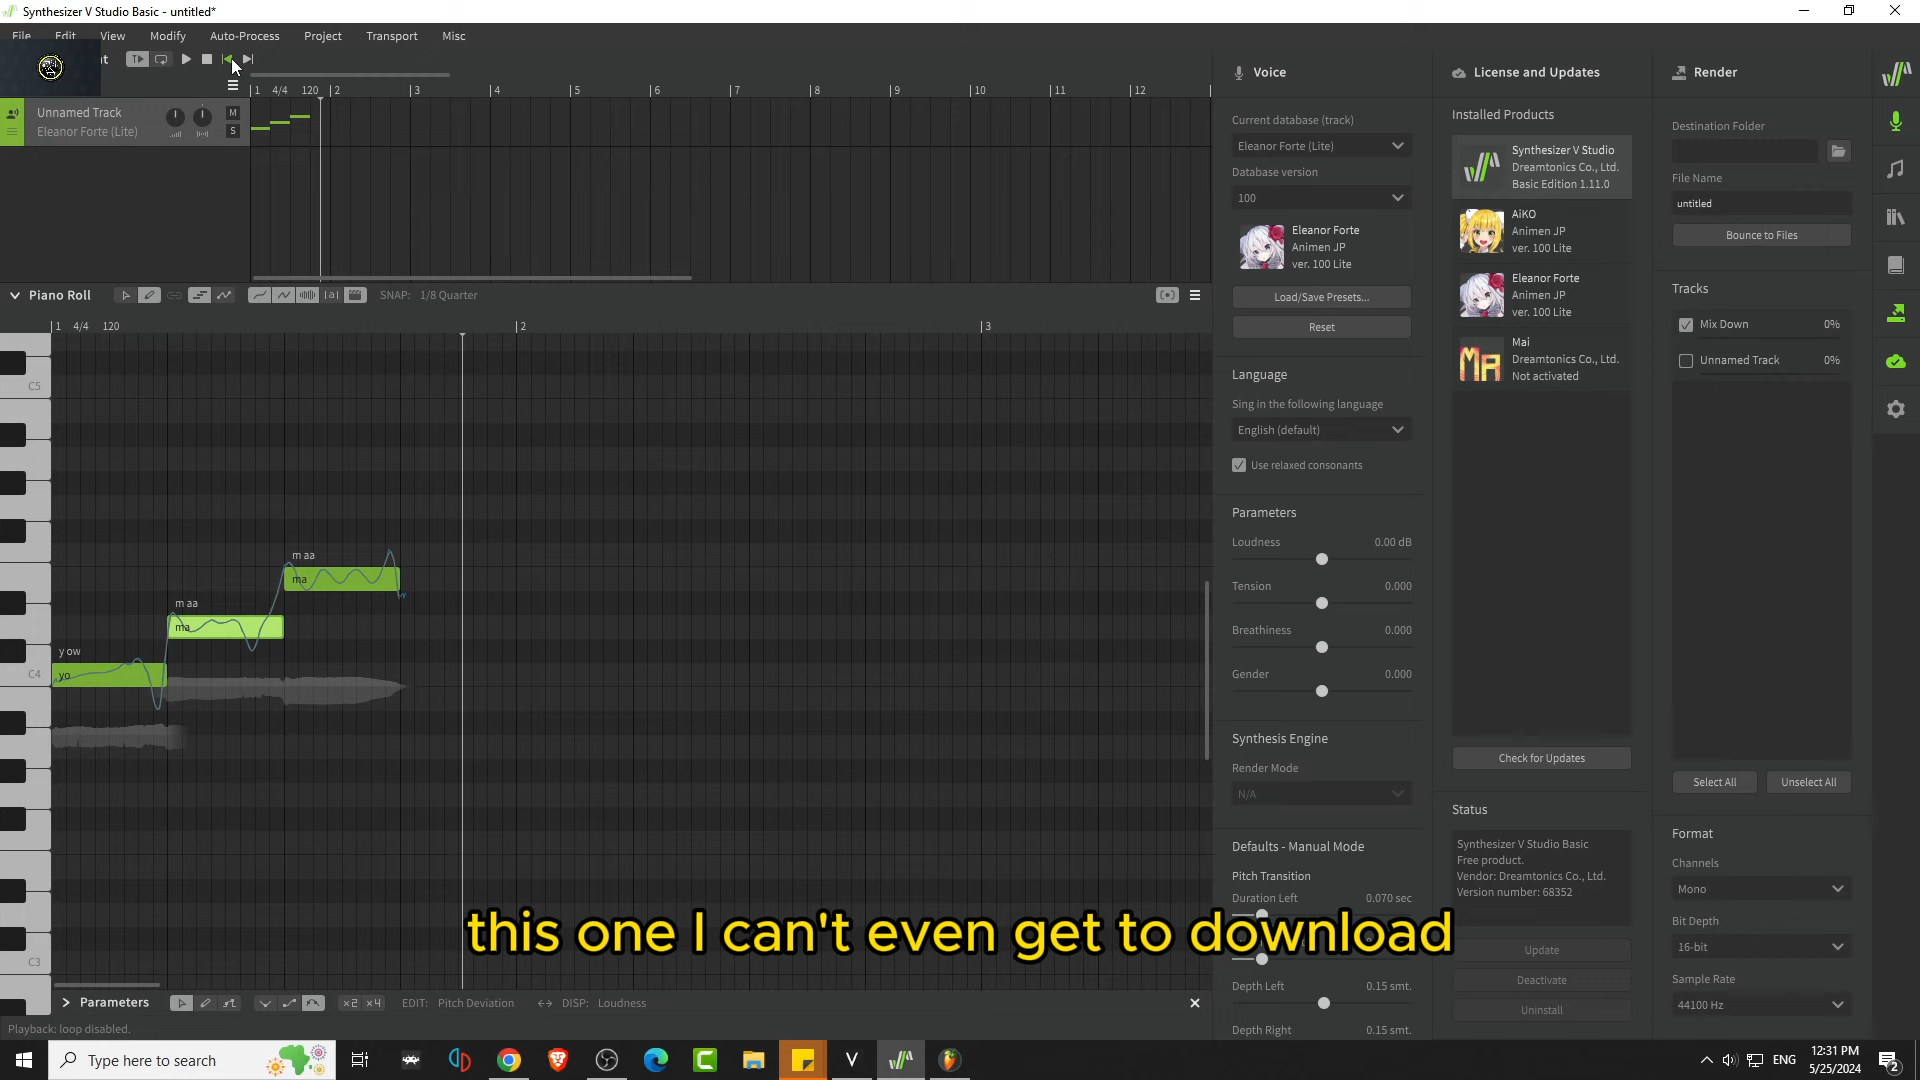 Synthesizer V Studio Basic - untitled*
File Edit View Modify Auto-Process Project Transport Misc
1 4/4 120 2 3 4 5 6 7 8 9 10 11 12
Unnamed Track
Eleanor Forte (Lite)
M
S
Piano Roll
SNAP: 1/8 Quarter
1 4/4 120 2 3
C5
m aa
ma
m aa
ma
y ow
yo
C4
C3
Parameters
x2 x4
EDIT: Pitch Deviation
DISP: Loudness
Playback: loop disabled.
Voice
Current database (track)
Eleanor Forte (Lite)
Database version
100
Eleanor Forte
Animen JP
ver. 100 Lite
Load/Save Presets...
Reset
Language
Sing in the following language
English (default)
Use relaxed consonants
Parameters
Loudness 0.00 dB
Tension 0.000
Breathiness 0.000
Gender 0.000
Synthesis Engine
Render Mode
N/A
Defaults - Manual Mode
Pitch Transition
Duration Left 0.070 sec
Depth Left 0.15 smt.
Depth Right 0.15 smt.
License and Updates
Installed Products
Synthesizer V Studio
Dreamtonics Co., Ltd.
Basic Edition 1.11.0
AiKO
Animen JP
ver. 100 Lite
Eleanor Forte
Animen JP
ver. 100 Lite
Mai
Dreamtonics Co., Ltd.
Not activated
Check for Updates
Status
Synthesizer V Studio Basic
Free product.
Vendor: Dreamtonics Co., Ltd.
Version number: 68352
Update
Deactivate
Uninstall
Render
Destination Folder
File Name
untitled
Bounce to Files
Tracks
Mix Down 0%
Unnamed Track 0%
Select All Unselect All
Format
Channels
Mono
Bit Depth
16-bit
Sample Rate
44100 Hz
this one I can't even get to download
Type here to search
ENG
12:31 PM
5/25/2024
2